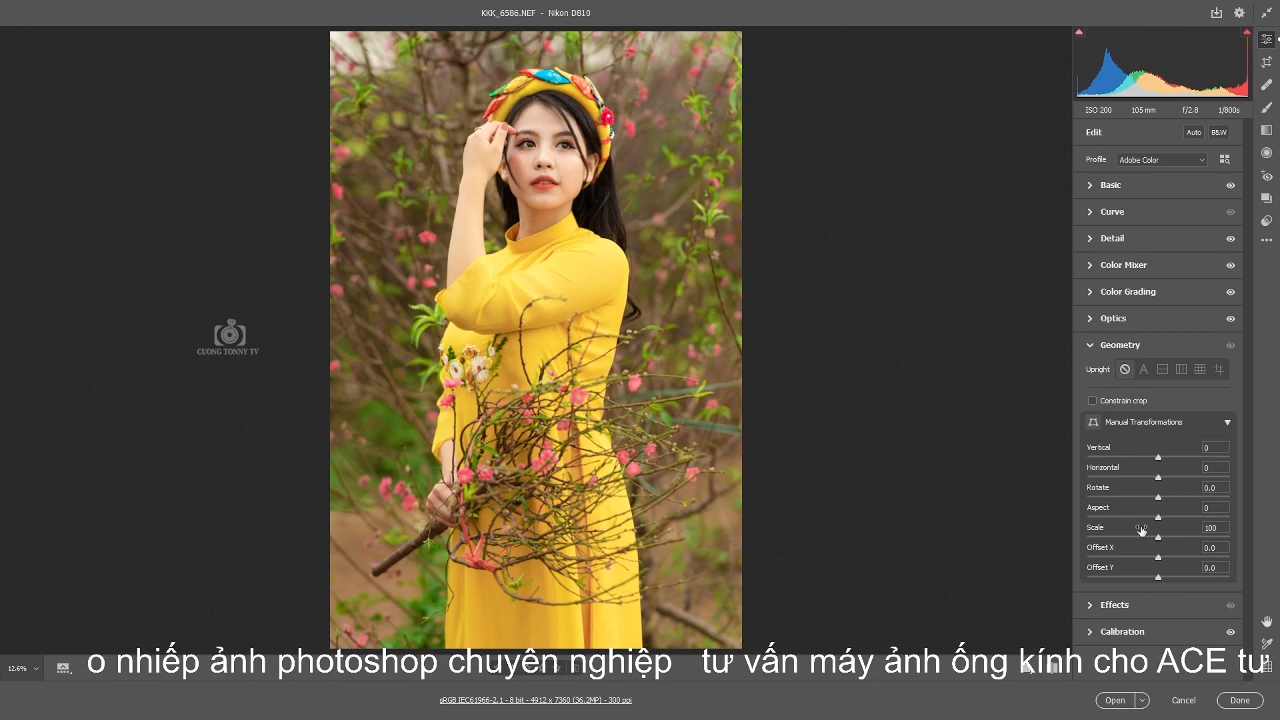 KKK_6586.NEF - Nikon D810
ISO 200 105 mm f/2.8 1/800s
Edit Auto B&W
Profile Adobe Color
Basic
Curve
Detail
Color Mixer
Color Grading
Optics
Geometry
Upright A
Constrain crop
Manual Transformations
Vertical 0
Horizontal 0
Rotate 0.0
Aspect 0
Scale 100
Offset X 0.0
Offset Y 0.0
Effects
Calibration
CUONG TONNY TV
12.6%
o nhiếp ảnh photoshop chuyên nghiệp tư vấn máy ảnh ống kính cho ACE từ
sRGB IEC61966-2.1 - 8 bit - 4912 x 7360 (36.2MP) - 300 ppi
Open Cancel Done